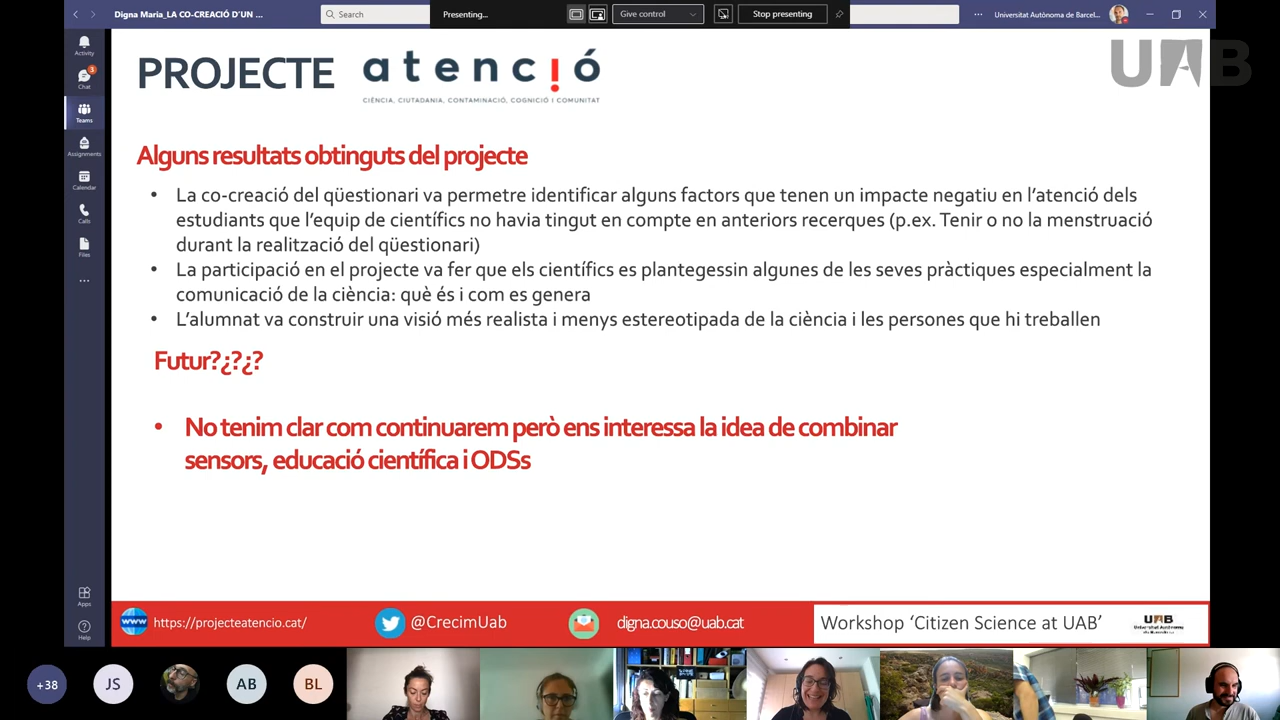 Digna Maria_LA CO-CREACIÓ D'UN ...
Search
Presenting...
Give control
Stop presenting
Universitat Autònoma de Barcel...
Activity
3
Chat
Teams
Assignments
Calendar
Calls
Files
Apps
Help
PROJECTE atenció
CIÈNCIA, CIUTADANIA, CONTAMINACIÓ, COGNICIÓ I COMUNITAT
UAB
Alguns resultats obtinguts del projecte
• La co-creació del qüestionari va permetre identificar alguns factors que tenen un impacte negatiu en l'atenció dels
estudiants que l'equip de científics no havia tingut en compte en anteriors recerques (p.ex. Tenir o no la menstruació
durant la realització del qüestionari)
• La participació en el projecte va fer que els científics es plantegessin algunes de les seves pràctiques especialment la
comunicació de la ciència: què és i com es genera
• L'alumnat va construir una visió més realista i menys estereotipada de la ciència i les persones que hi treballen
Futur?¿?¿?
• No tenim clar com continuarem però ens interessa la idea de combinar
sensors, educació científica i ODSs
WWW https://projecteatencio.cat/
@CrecimUab
digna.couso@uab.cat
Workshop 'Citizen Science at UAB'
UAB
+38
JS
AB
BL